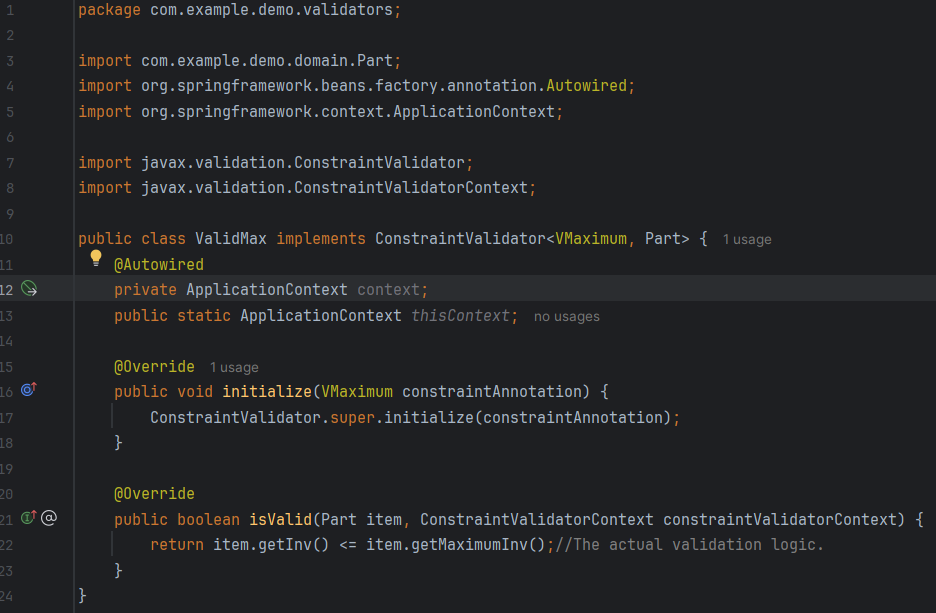 1 package com.example.demo.validators;
2
3 import com.example.demo.domain.Part;
4 import org.springframework.beans.factory.annotation.Autowired;
5 import org.springframework.context.ApplicationContext;
6
7 import javax.validation.ConstraintValidator;
8 import javax.validation.ConstraintValidatorContext;
9
10 public class ValidMax implements ConstraintValidator<VMaximum, Part> { 1 usage
11 @Autowired
12 private ApplicationContext context;
13 public static ApplicationContext thisContext; no usages
14
15 @Override 1 usage
16 public void initialize(VMaximum constraintAnnotation) {
17 ConstraintValidator.super.initialize(constraintAnnotation);
18 }
19
20 @Override
21 @ public boolean isValid(Part item, ConstraintValidatorContext constraintValidatorContext) {
22 return item.getInv() <= item.getMaximumInv();//The actual validation logic.
23 }
24 }